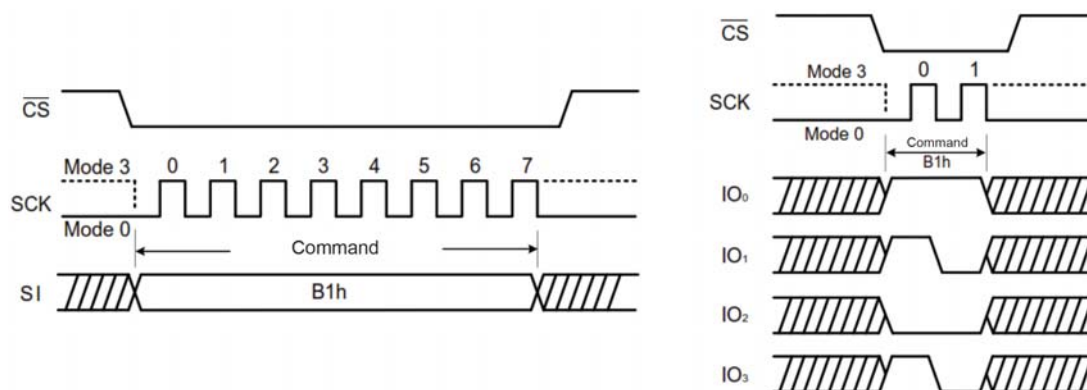 CS
Mode 3
0 1 2 3 4 5 6 7
SCK
Mode 0
Command
SI
B1h
CS
Mode 3
0 1
SCK
Mode 0
Command
B1h
IO₀
IO₁
IO₂
IO₃